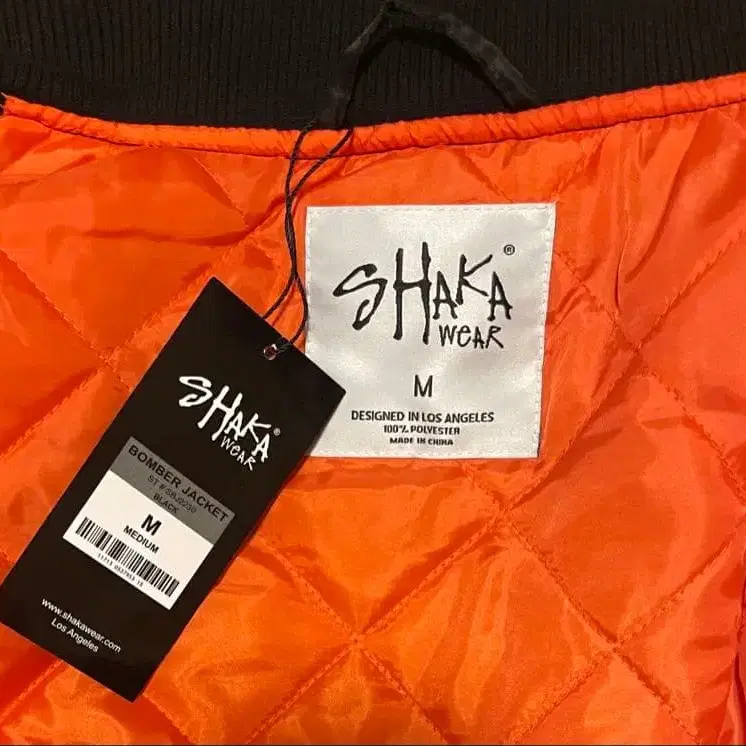 SHAKA®
WEAR
M
DESIGNED IN LOS ANGELES
100% POLYESTER
MADE IN CHINA
SHAKA®
WEAR
BOMBER JACKET
BLACK
M
MEDIUM
www.shakawear.com
Los Angeles